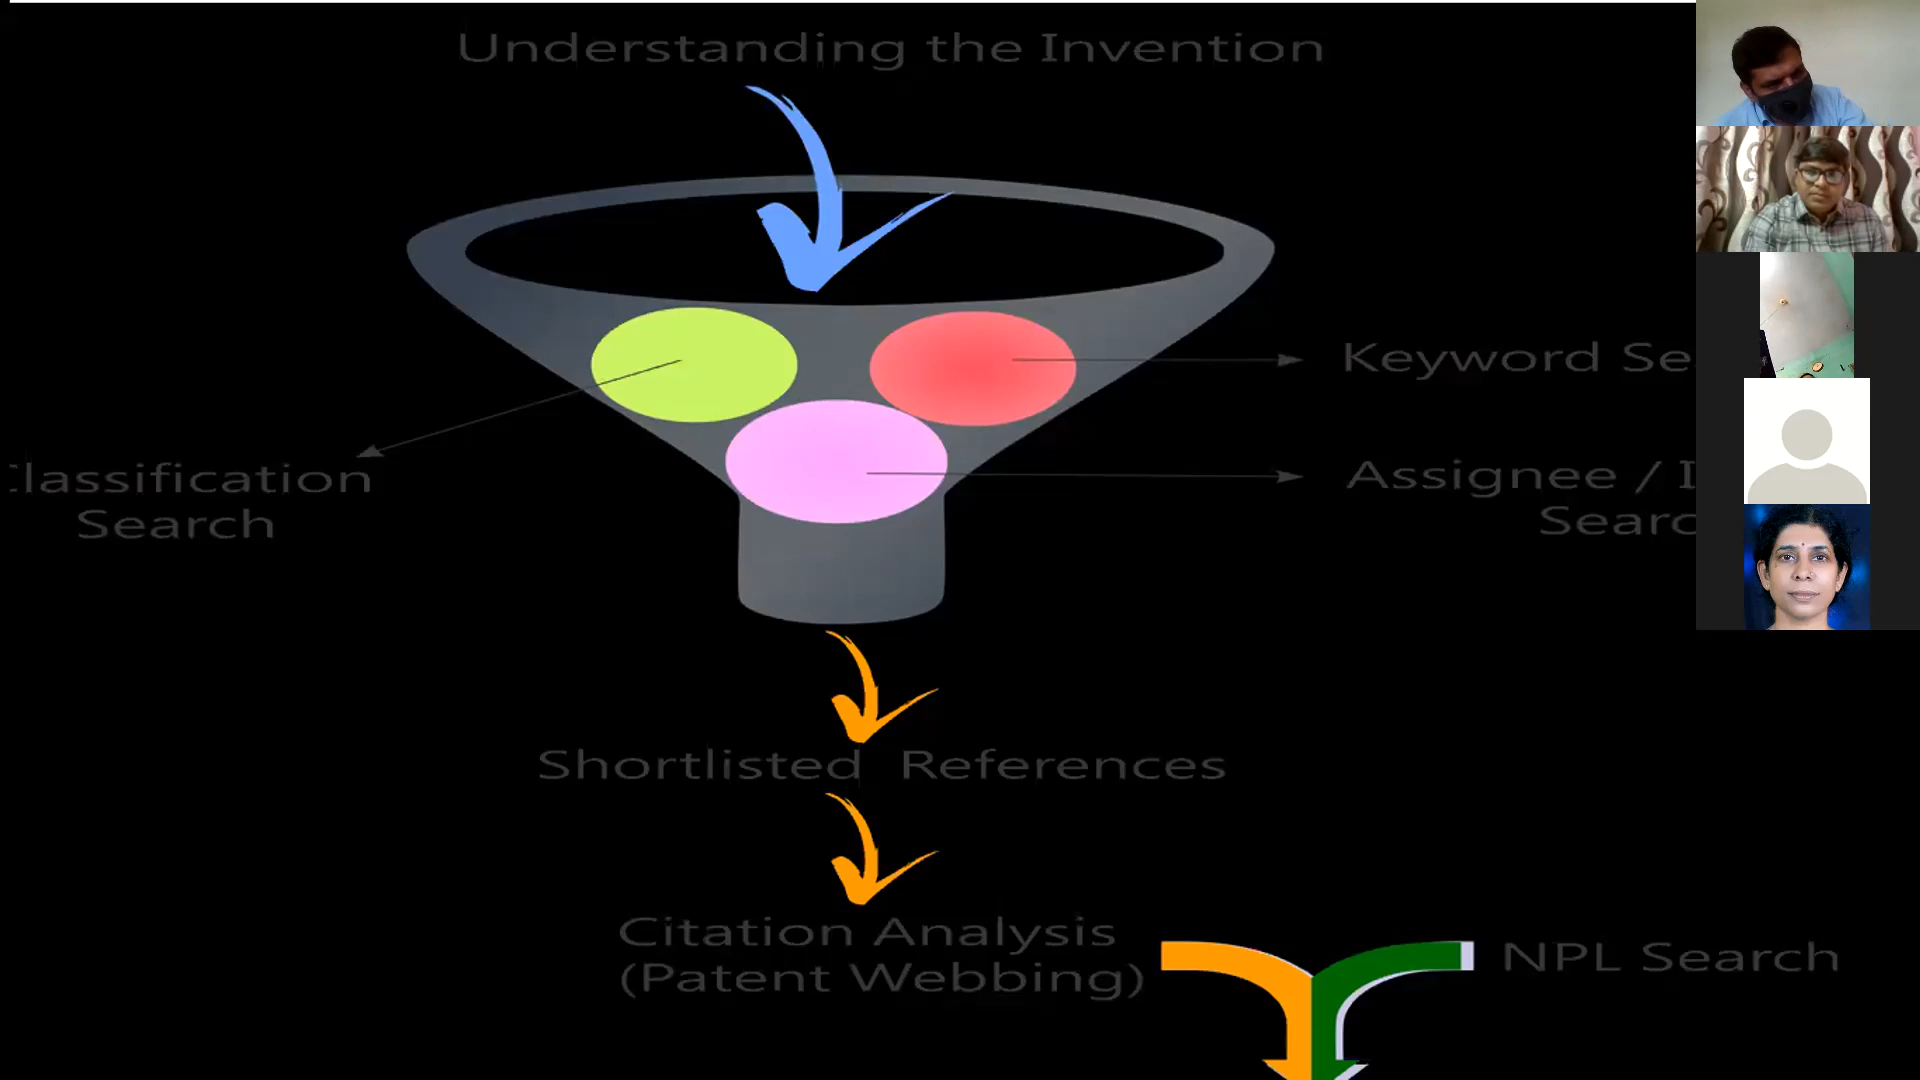 Understanding the Invention
Keyword Se
lassification
Search
Assignee / I
Searc
Shortlisted References
Citation Analysis
(Patent Webbing)
NPL Search